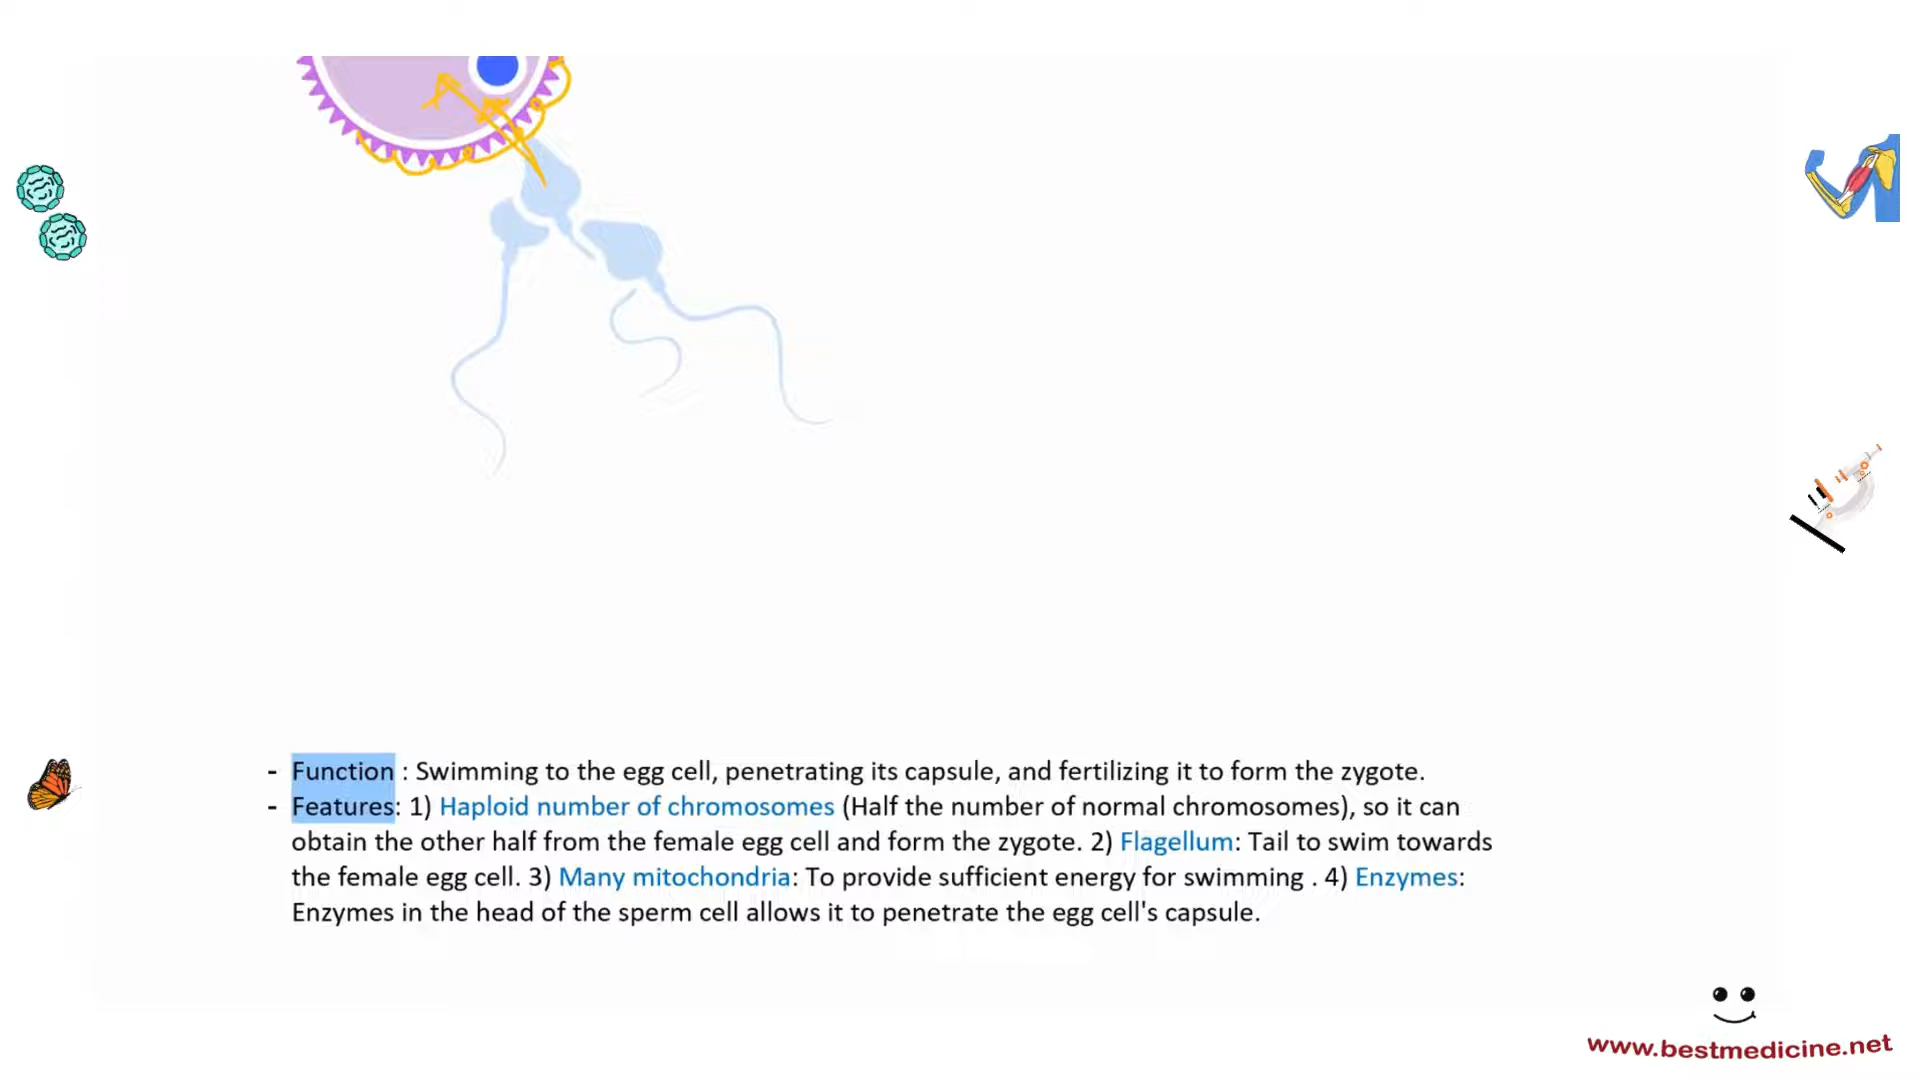 - Function : Swimming to the egg cell, penetrating its capsule, and fertilizing it to form the zygote.
- Features: 1) Haploid number of chromosomes (Half the number of normal chromosomes), so it can
obtain the other half from the female egg cell and form the zygote. 2) Flagellum: Tail to swim towards
the female egg cell. 3) Many mitochondria: To provide sufficient energy for swimming . 4) Enzymes:
Enzymes in the head of the sperm cell allows it to penetrate the egg cell's capsule.
www.bestmedicine.net